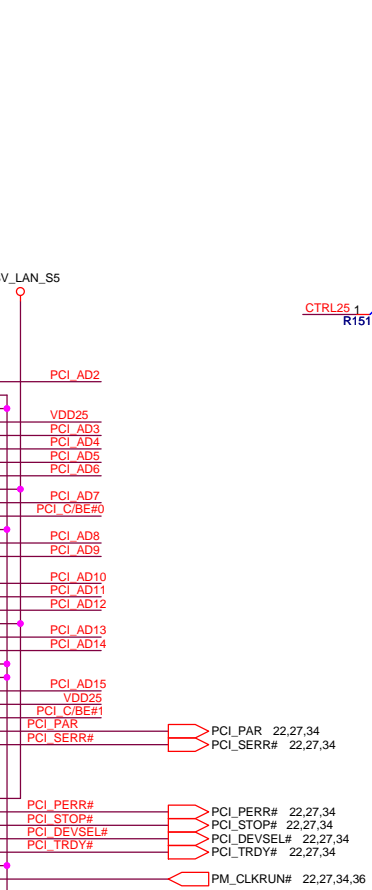 V_LAN_S5
CTRL25 1
R151
PCI_AD2
VDD25
PCI_AD3
PCI_AD4
PCI_AD5
PCI_AD6
PCI_AD7
PCI_C/BE#0
PCI_AD8
PCI_AD9
PCI_AD10
PCI_AD11
PCI_AD12
PCI_AD13
PCI_AD14
PCI_AD15
VDD25
PCI_C/BE#1
PCI_PAR PCI_PAR 22,27,34
PCI_SERR# PCI_SERR# 22,27,34
PCI_PERR# PCI_PERR# 22,27,34
PCI_STOP# PCI_STOP# 22,27,34
PCI_DEVSEL# PCI_DEVSEL# 22,27,34
PCI_TRDY# PCI_TRDY# 22,27,34
PM_CLKRUN# 22,27,34,36